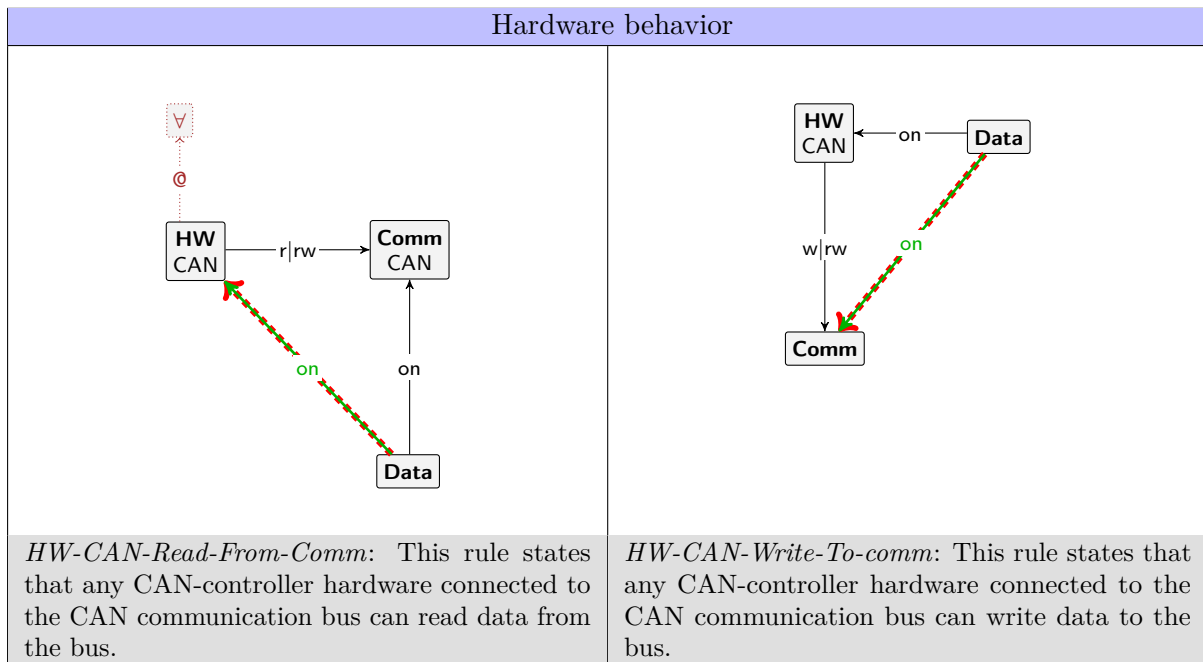 Hardware behavior
∀
@
HW
CAN
r|rw
Comm
CAN
on
on
Data
HW
CAN
on
Data
w|rw
on
Comm
HW-CAN-Read-From-Comm: This rule states
that any CAN-controller hardware connected to
the CAN communication bus can read data from
the bus.
HW-CAN-Write-To-comm: This rule states that
any CAN-controller hardware connected to the
CAN communication bus can write data to the
bus.